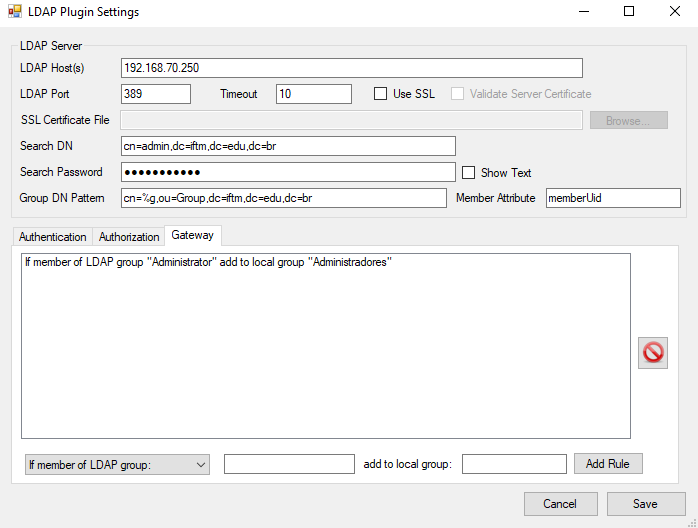 LDAP Plugin Settings
LDAP Server
LDAP Host(s) 192.168.70.250
LDAP Port 389 Timeout 10 Use SSL Validate Server Certificate
SSL Certificate File Browse...
Search DN cn=admin,dc=iftm,dc=edu,dc=br
Search Password ●●●●●●●●●●● Show Text
Group DN Pattern cn=%g,ou=Group,dc=iftm,dc=edu,dc=br Member Attribute memberUid
Authentication Authorization Gateway
If member of LDAP group "Administrator" add to local group "Administradores"
If member of LDAP group: add to local group: Add Rule
Cancel Save